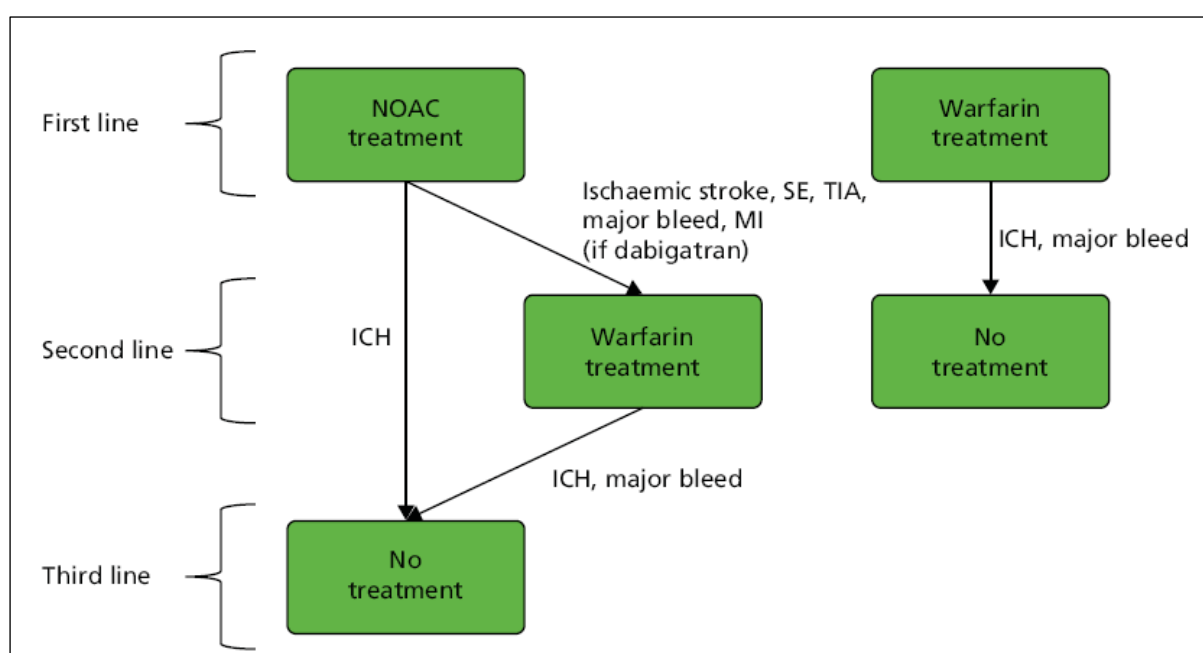 First line
NOAC
treatment
Warfarin
treatment
Ischaemic stroke, SE, TIA,
major bleed, MI
(if dabigatran)
ICH, major bleed
Second line
ICH
Warfarin
treatment
No
treatment
ICH, major bleed
Third line
No
treatment